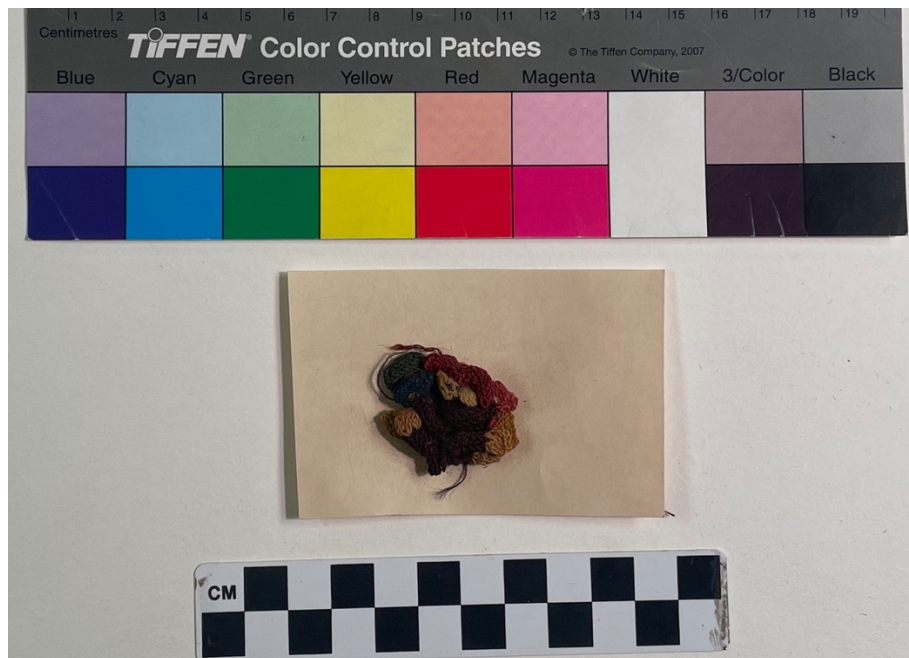 1 2 3 4 5 6 7 8 9 10 11 12 13 14 15 16 17 18 19
Centimetres
TIFFEN® Color Control Patches © The Tiffen Company, 2007
Blue Cyan Green Yellow Red Magenta White 3/Color Black
CM